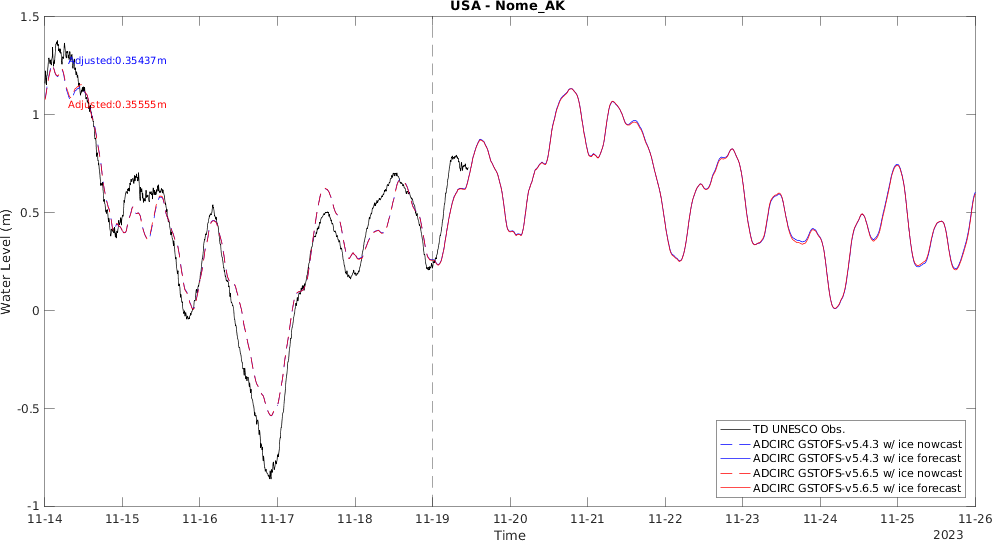 USA - Nome_AK
1.5
1
0.5
0
-0.5
-1
Water Level (m)
Adjusted:0.35437m
Adjusted:0.35555m
TD UNESCO Obs.
ADCIRC GSTOFS-v5.4.3 w/ ice nowcast
ADCIRC GSTOFS-v5.4.3 w/ ice forecast
ADCIRC GSTOFS-v5.6.5 w/ ice nowcast
ADCIRC GSTOFS-v5.6.5 w/ ice forecast
11-14 11-15 11-16 11-17 11-18 11-19 11-20 11-21 11-22 11-23 11-24 11-25 11-26
Time
2023